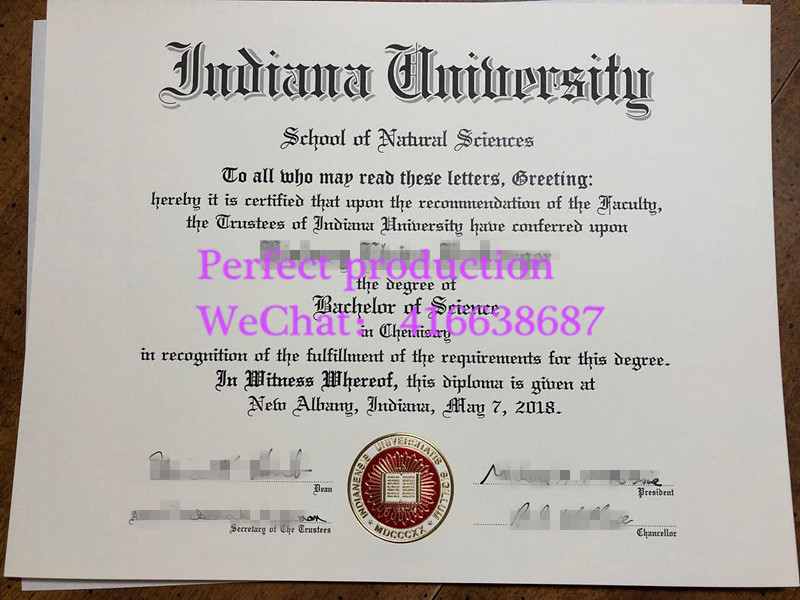 Indiana University
School of Natural Sciences
To all who may read these letters, Greeting:
hereby it is certified that upon the recommendation of the Faculty,
the Trustees of Indiana University have conferred upon
Perfect production
the degree of
Bachelor of Science
WeChat: 416638687
in Chemistry
in recognition of the fulfillment of the requirements for this degree.
In Witness Whereof, this diploma is given at
New Albany, Indiana, May 7, 2018.
INDIANENSIS UNIVERSITATIS SIGILLUM
MDCCCXX
Dean
President
Secretary of The Trustees
Chancellor